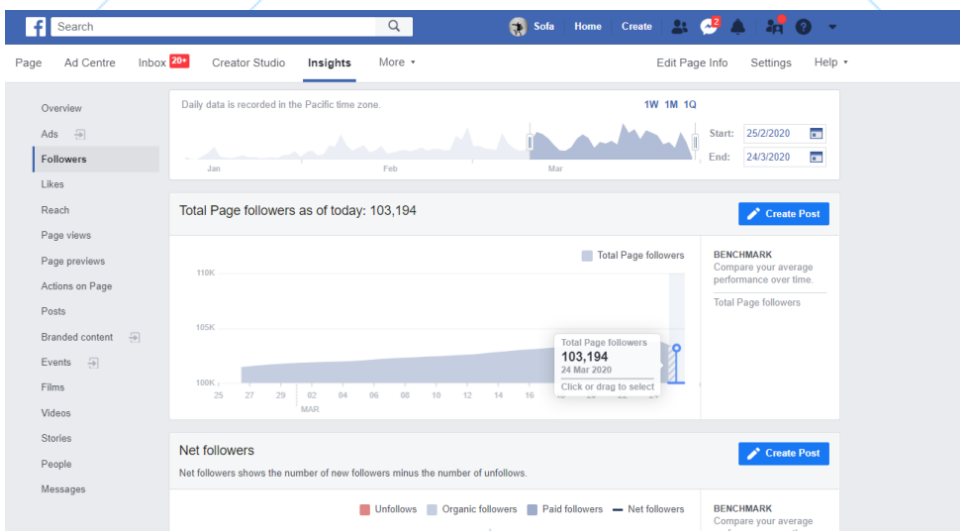 f Search Sofa Home Create 2
Page Ad Centre Inbox 20+ Creator Studio Insights More Edit Page Info Settings Help
Overview
Ads
Followers
Likes
Reach
Page views
Page previews
Actions on Page
Posts
Branded content
Events
Films
Videos
Stories
People
Messages
Daily data is recorded in the Pacific time zone.
1W 1M 1Q
Jan Feb Mar
Start: 25/2/2020
End: 24/3/2020
Total Page followers as of today: 103,194
Create Post
Total Page followers
110K
105K
100K
25 27 29 02 04 06 08 10 12 14 16
MAR
Total Page followers
103,194
24 Mar 2020
Click or drag to select
BENCHMARK
Compare your average
performance over time.
Total Page followers
Net followers
Net followers shows the number of new followers minus the number of unfollows.
Create Post
Unfollows Organic followers Paid followers Net followers
BENCHMARK
Compare your average